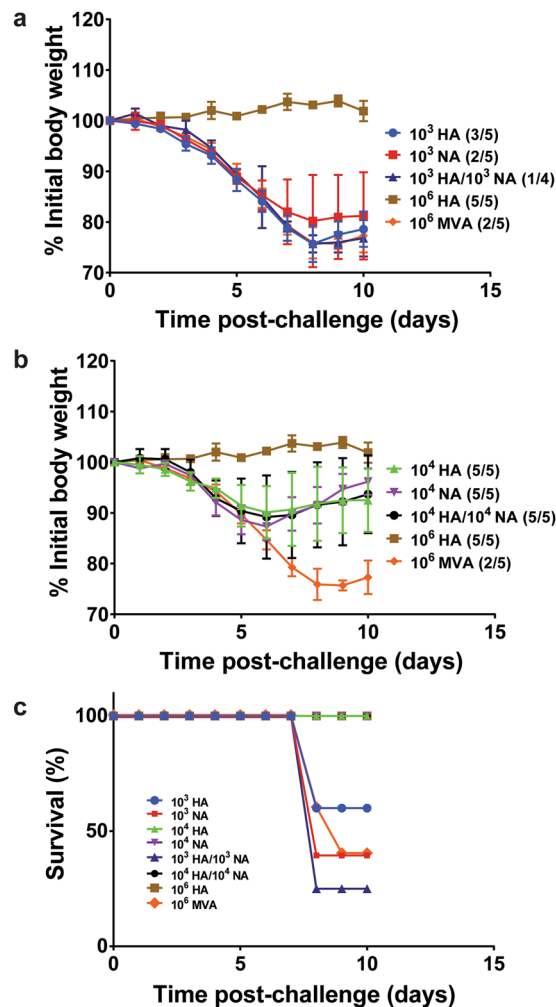 a
% Initial body weight
120
110
100
90
80
70
0
5
10
15
Time post-challenge (days)
10³ HA (3/5)
10³ NA (2/5)
10³ HA/10³ NA (1/4)
10⁶ HA (5/5)
10⁶ MVA (2/5)
b
% Initial body weight
120
110
100
90
80
70
0
5
10
15
Time post-challenge (days)
10⁴ HA (5/5)
10⁴ NA (5/5)
10⁴ HA/10⁴ NA (5/5)
10⁶ HA (5/5)
10⁶ MVA (2/5)
c
Survival (%)
100
50
0
0
5
10
15
10³ HA
10³ NA
10⁴ HA
10⁴ NA
10³ HA/10³ NA
10⁴ HA/10⁴ NA
10⁶ HA
10⁶ MVA
Time post-challenge (days)